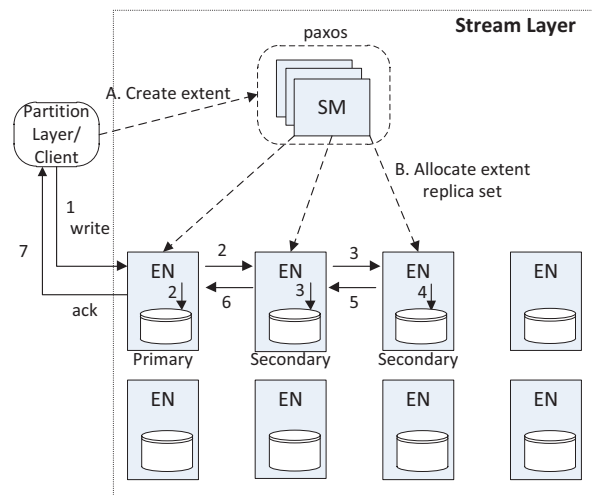 Stream Layer
paxos
A. Create extent
SM
Partition
Layer/
Client
B. Allocate extent
replica set
1
write
7
ack
2
3
6
5
EN
2
EN
3
EN
4
EN
Primary
Secondary
Secondary
EN
EN
EN
EN